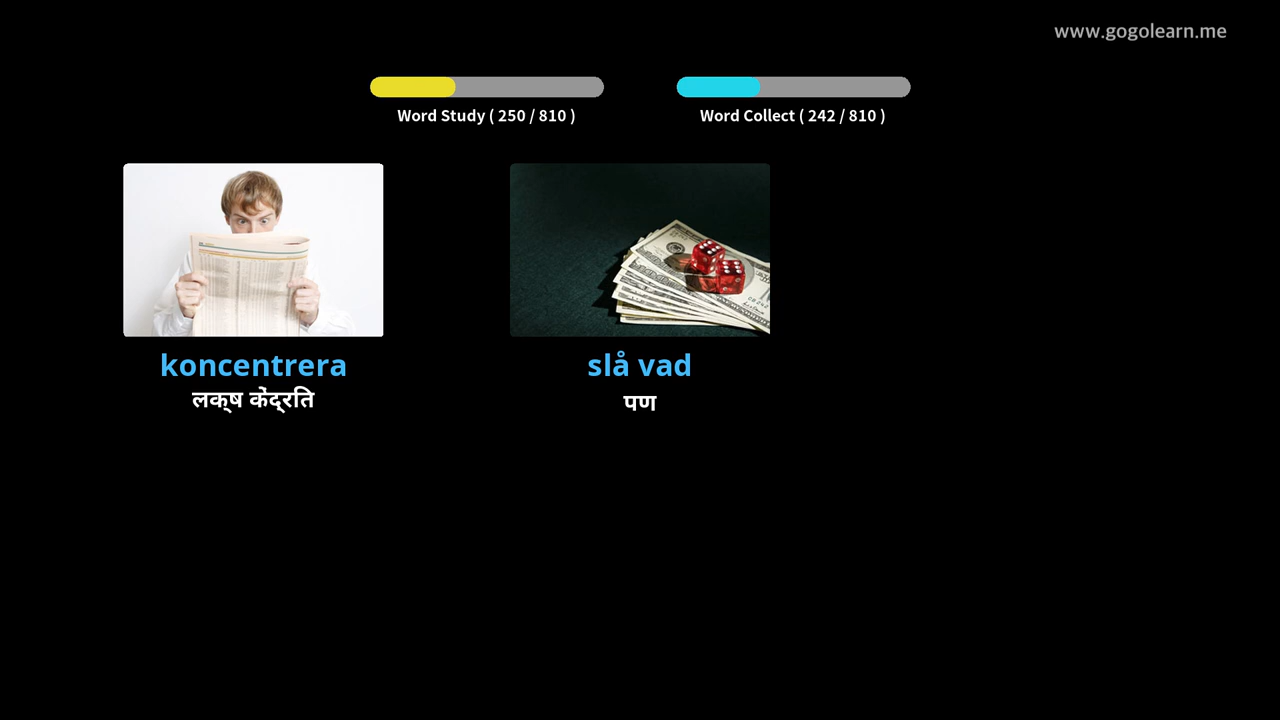 www.gogolearn.me
Word Study ( 250 / 810 )
Word Collect ( 242 / 810 )
koncentrera
slå vad
लक्ष केंद्रति
पण